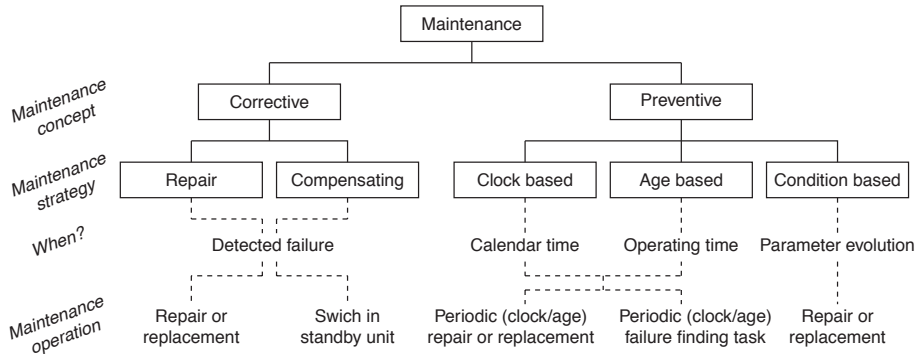 Maintenance
Maintenance
concept
Corrective
Preventive
Maintenance
strategy
Repair
Compensating
Clock based
Age based
Condition based
When?
Detected failure
Calendar time
Operating time
Parameter evolution
Maintenance
operation
Repair or
replacement
Swich in
standby unit
Periodic (clock/age)
repair or replacement
Periodic (clock/age)
failure finding task
Repair or
replacement